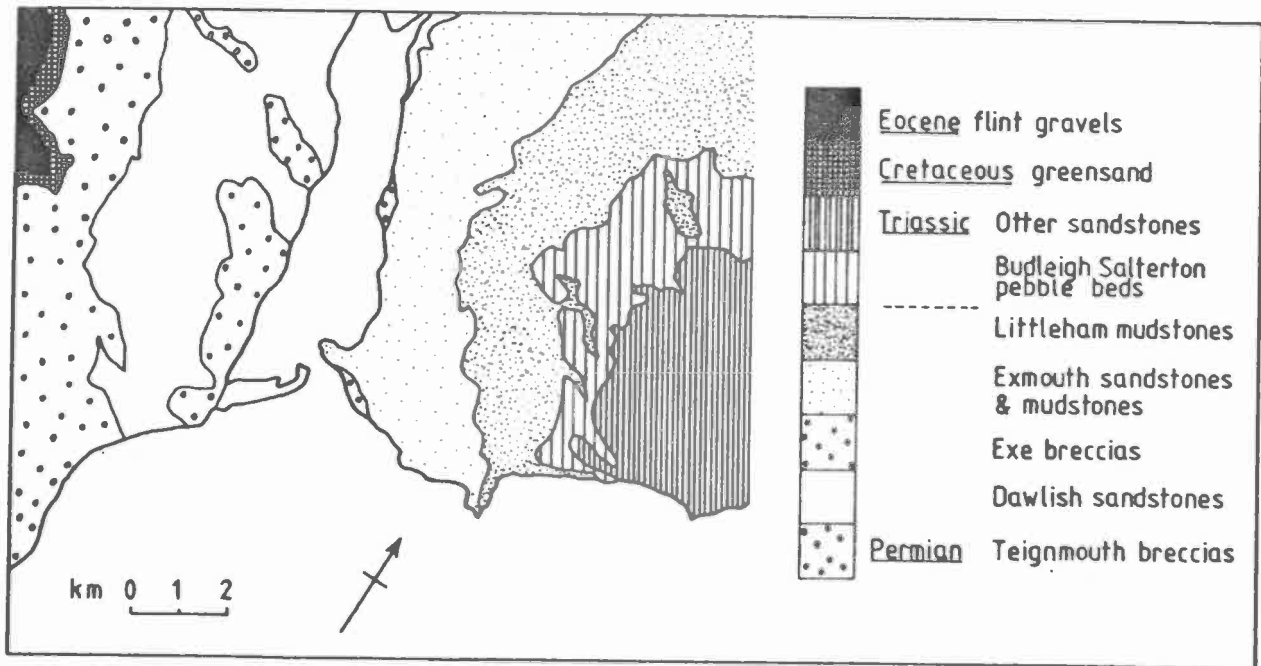 Eocene flint gravels
Cretaceous greensand
Triassic Otter sandstones
Budleigh Salterton
pebble beds
Littleham mudstones
Exmouth sandstones
& mudstones
Exe breccias
Dawlish sandstones
Permian Teignmouth breccias
km 0 1 2